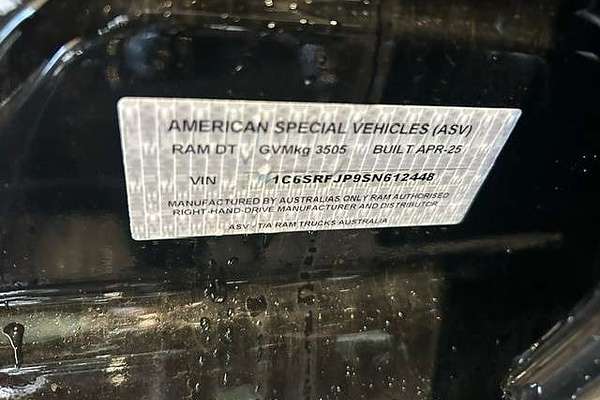 AMERICAN SPECIAL VEHICLES (ASV)
RAM DT GVMkg 3505 BUILT APR-25
VIN 1C6SRFJP9SN612448
MANUFACTURED BY AUSTRALIAS ONLY RAM AUTHORISED
RIGHT-HAND-DRIVE MANUFACTURER AND DISTRIBUTOR
ASV - T/A RAM TRUCKS AUSTRALIA